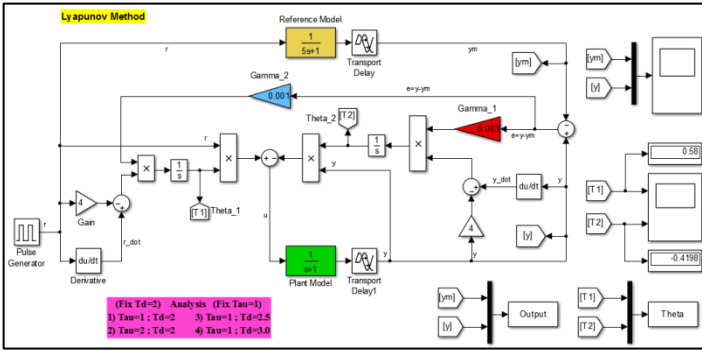 Lyapunov Method
Reference Model
r
1
5s+1
Transport
Delay
ym
[ym]
[ym]
[y]
Gamma_2
0.001
e=y-ym
Gamma_1
-0.003
e=y-ym
Theta_2
[T2]
r
×
×
×
1
s
y
×
1
s
[T1]
Theta_1
y_dot
du/dt
y
4
[y]
0.58
[T1]
[T2]
-0.4198
4
Gain
r
r_dot
Pulse
Generator
du/dt
Derivative
u
1
s+1
Plant Model
Transport
Delay1
y
y
(Fix Td=2) Analysis (Fix Tau=1)
1) Tau=1 ; Td=2 3) Tau=1 ; Td=2.5
2) Tau=2 ; Td=2 4) Tau=1 ; Td=3.0
[ym]
[y]
Output
[T1]
[T2]
Theta